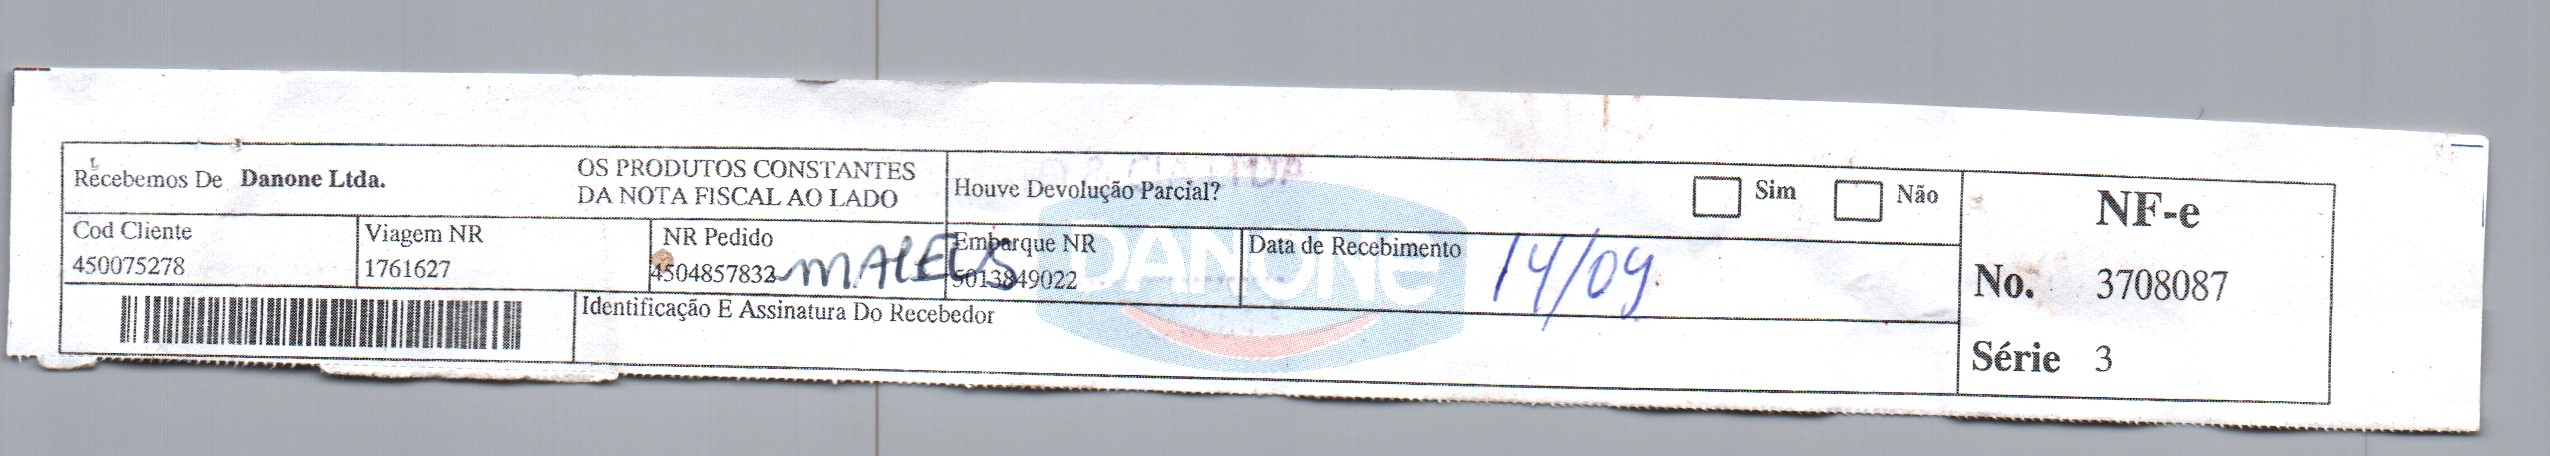 Recebemos De Danone Ltda.
OS PRODUTOS CONSTANTES
DA NOTA FISCAL AO LADO
Houve Devolução Parcial?
Sim
Não
NF-e
Cod Cliente
450075278
Viagem NR
1761627
NR Pedido
4504857832
Embarque NR
5013849022
Data de Recebimento 14/09
No. 3708087
Identificação E Assinatura Do Recebedor
DANONE
Série 3